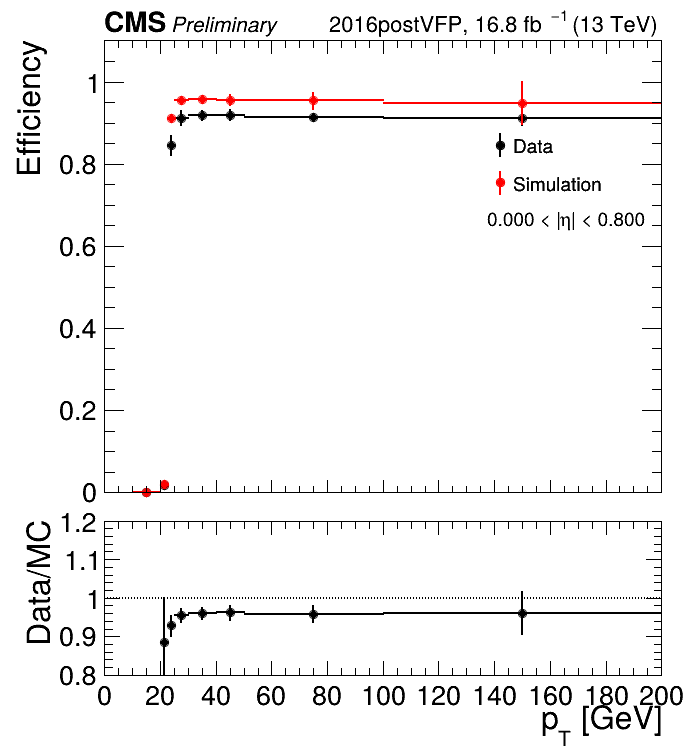 CMS Preliminary 2016postVFP, 16.8 fb⁻¹ (13 TeV)
Efficiency
1
0.8
0.6
0.4
0.2
0
Data
Simulation
0.000 < |η| < 0.800
Data/MC
1.2
1.1
1
0.9
0.8
0 20 40 60 80 100 120 140 160 180 200
p_T [GeV]